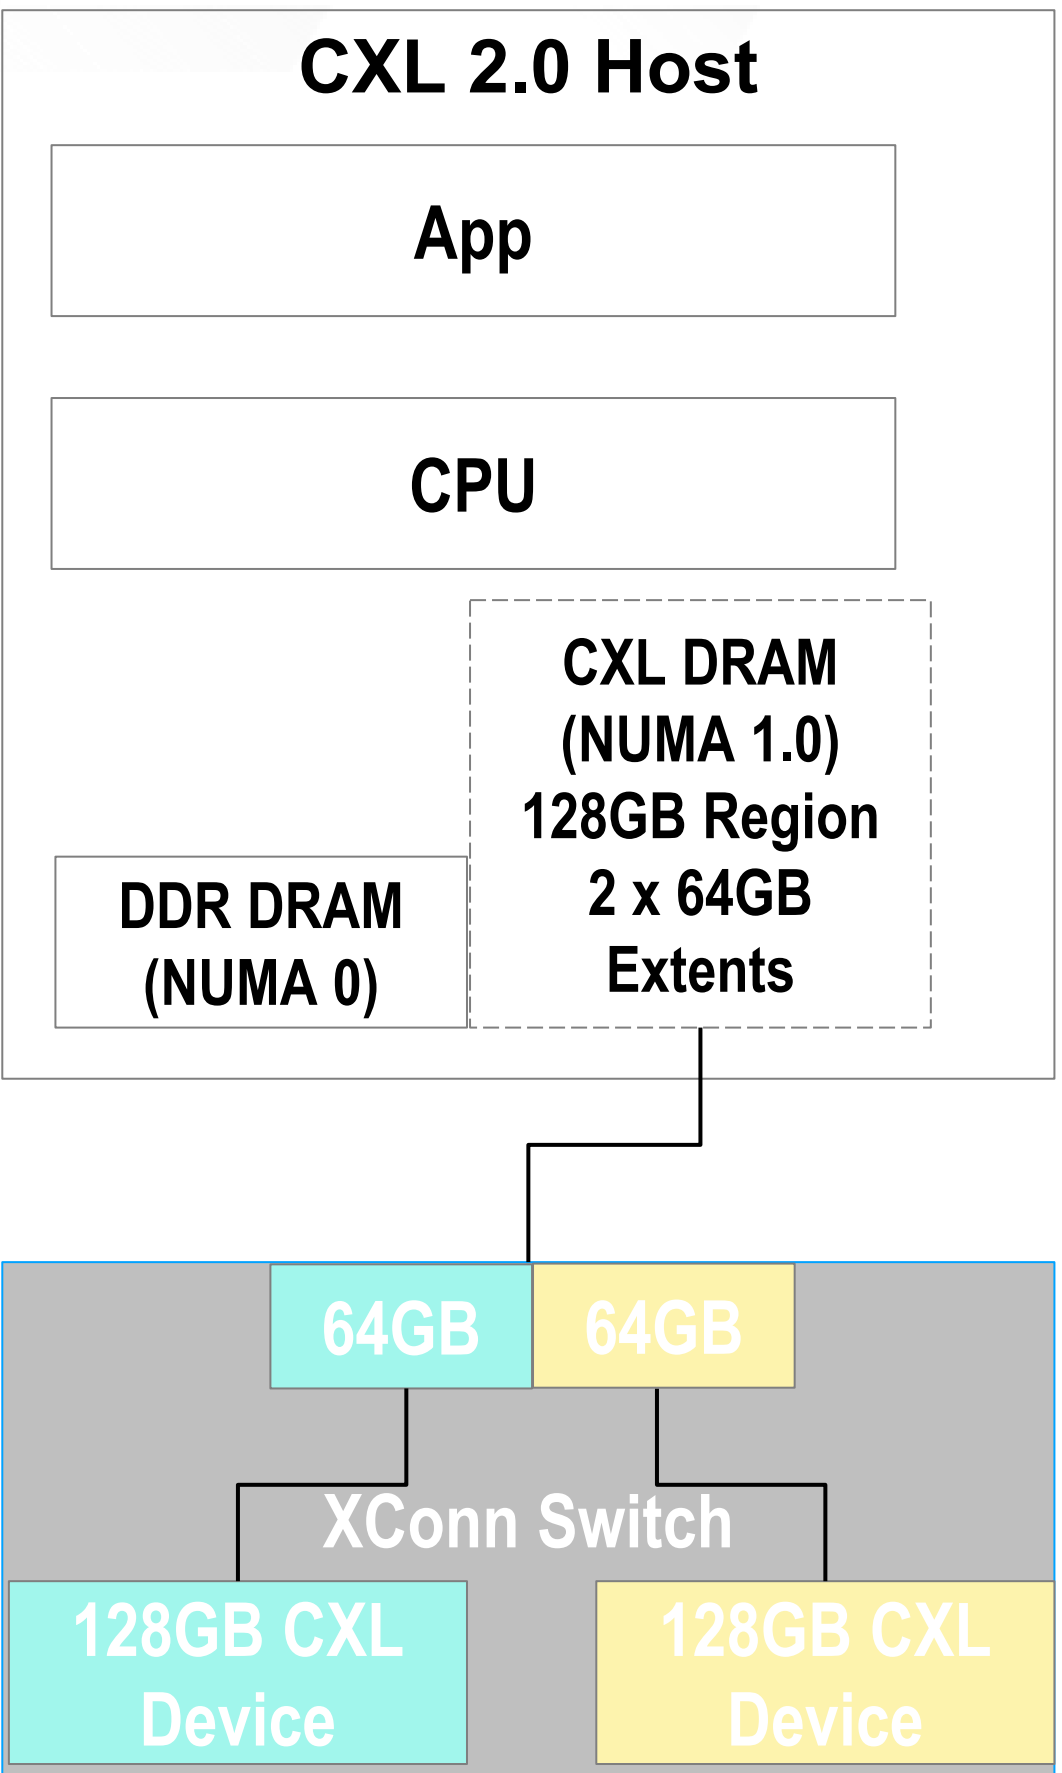 CXL 2.0 Host
App
CPU
CXL DRAM
(NUMA 1.0)
128GB Region
2 x 64GB
Extents
DDR DRAM
(NUMA 0)
64GB
64GB
XConn Switch
128GB CXL
Device
128GB CXL
Device